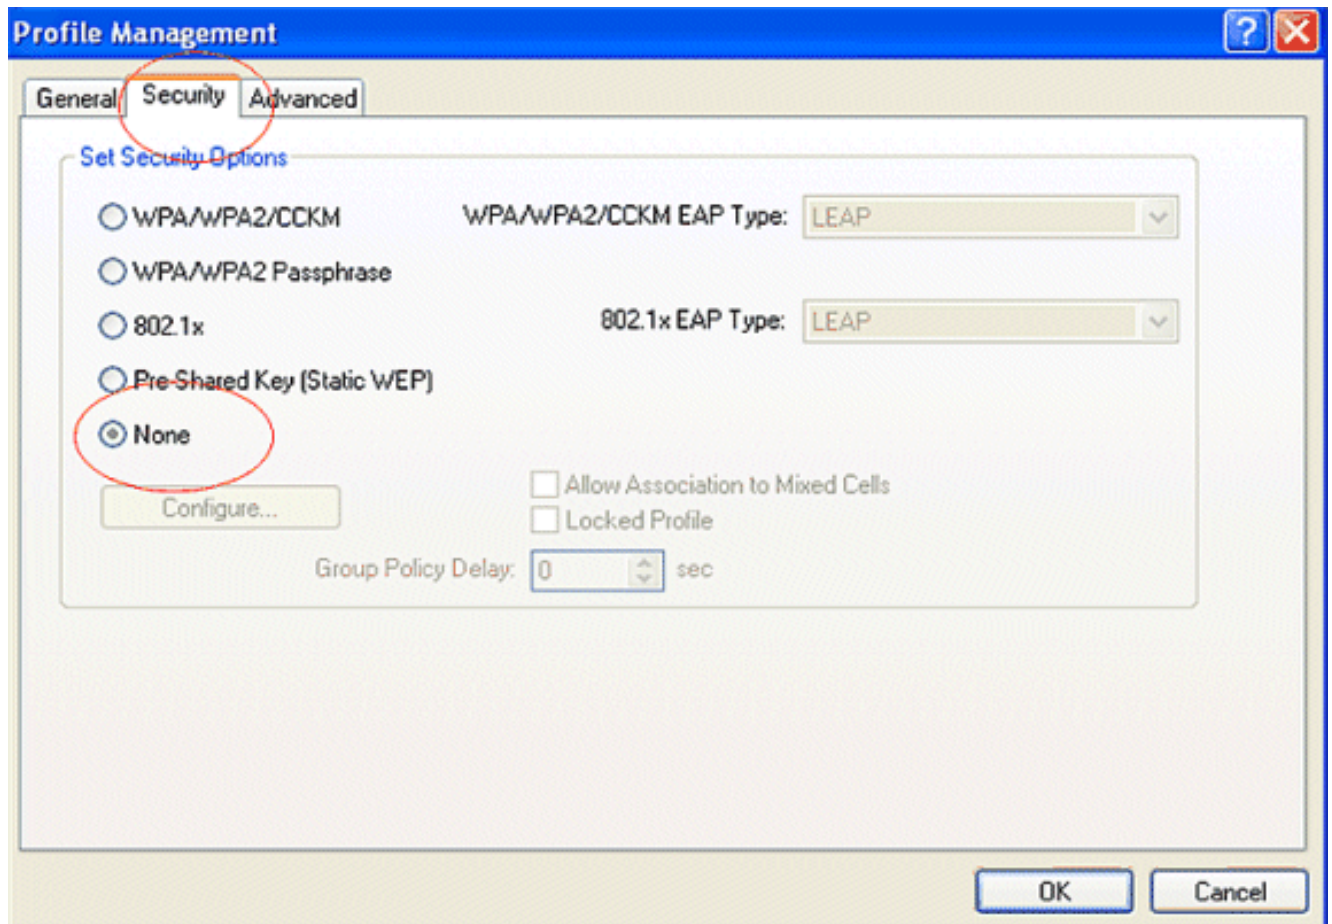 Profile Management
General Security Advanced
Set Security Options
WPA/WPA2/CCKM WPA/WPA2/CCKM EAP Type: LEAP
WPA/WPA2 Passphrase
802.1x 802.1x EAP Type: LEAP
Pre-Shared Key (Static WEP)
None
Allow Association to Mixed Cells
Configure...
Locked Profile
Group Policy Delay: 0 sec
OK Cancel